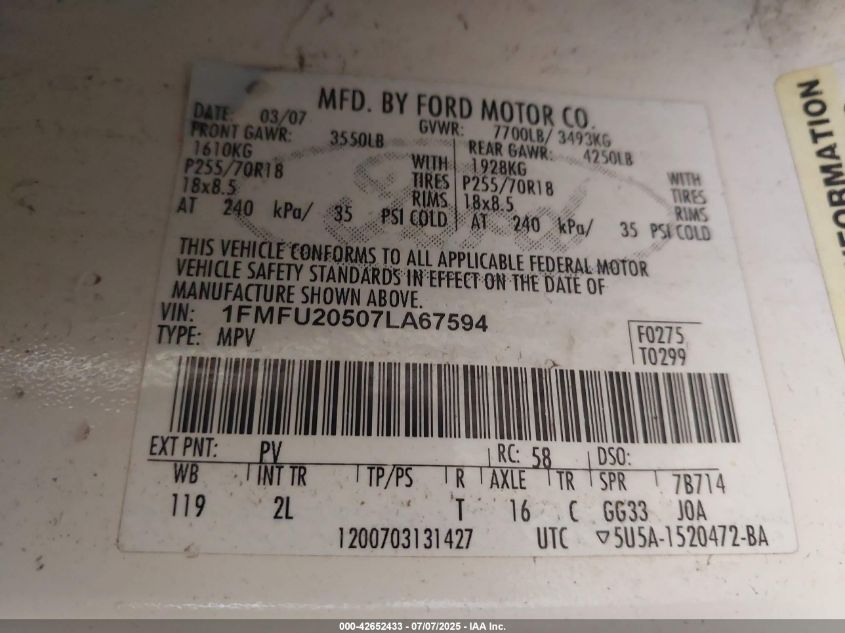 MFD. BY FORD MOTOR CO.
DATE: 03/07 GVWR: 7700LB/ 3493KG
FRONT GAWR: 3550LB REAR GAWR: 4250LB
1610KG WITH 1928KG WITH
P255/70R18 TIRES P255/70R18 TIRES
18x8.5 RIMS 18x8.5 RIMS
AT 240 kPa/ 35 PSI COLD AT 240 kPa/ 35 PSI COLD
Ford
THIS VEHICLE CONFORMS TO ALL APPLICABLE FEDERAL MOTOR
VEHICLE SAFETY STANDARDS IN EFFECT ON THE DATE OF
MANUFACTURE SHOWN ABOVE.
VIN: 1FMFU20507LA67594
TYPE: MPV
F0275
T0299
EXT PNT: PV RC: 58 DSO:
WB INT TR TP/PS R AXLE TR SPR 7B714
119 2L T 16 C GG33 JOA
1200703131427 UTC ▽5U5A-1520472-BA
000-42652433 - 07/07/2025 - IAA Inc.